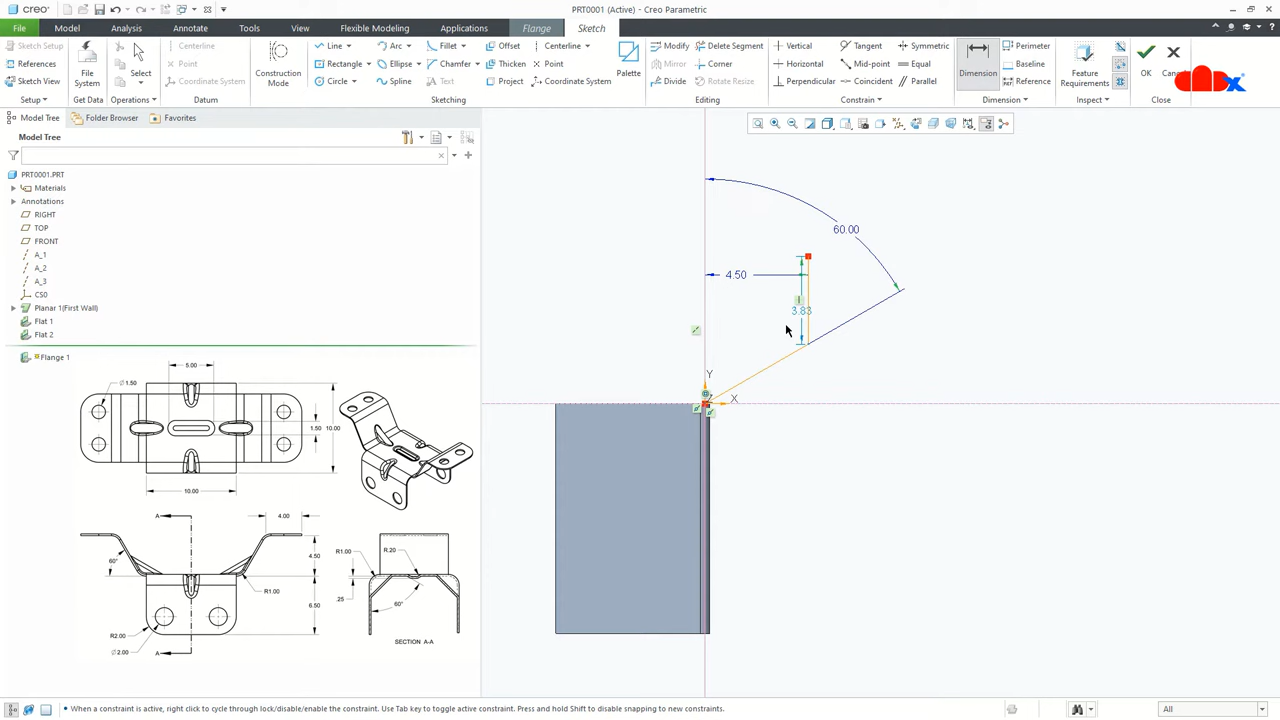 creo
PRT0001 (Active) - Creo Parametric
File Model Analysis Annotate Tools View Flexible Modeling Applications Flange Sketch
Sketch Setup
References
Sketch View
Setup
File System
Get Data
Select
Operations
Centerline
Point
Coordinate System
Datum
Construction Mode
Line Arc Fillet Offset Centerline
Rectangle Ellipse Chamfer Thicken Point
Circle Spline Text Project Coordinate System
Palette
Sketching
Modify Delete Segment
Mirror Corner
Divide Rotate Resize
Editing
Vertical Tangent Symmetric
Horizontal Mid-point Equal
Perpendicular Coincident Parallel
Constrain
Dimension
Perimeter
Baseline
Reference
Dimension
Feature Requirements
Inspect
OK
Close
Model Tree Folder Browser Favorites
Model Tree
PRT0001.PRT
Materials
Annotations
RIGHT
TOP
FRONT
A_1
A_2
A_3
CS0
Planar 1(First Wall)
Flat 1
Flat 2
Flange 1
5.00
Ø1.50
1.50
10.00
10.00
A
4.00
60°
4.50
R1.00
6.50
R2.00
Ø2.00
A
R1.00
R.20
.25
60°
SECTION A-A
60.00
4.50
3.83
Y
X
When a constraint is active, right click to cycle through lock/disable/enable the constraint. Use Tab key to toggle active constraint. Press and hold Shift to disable snapping to new constraints.
All